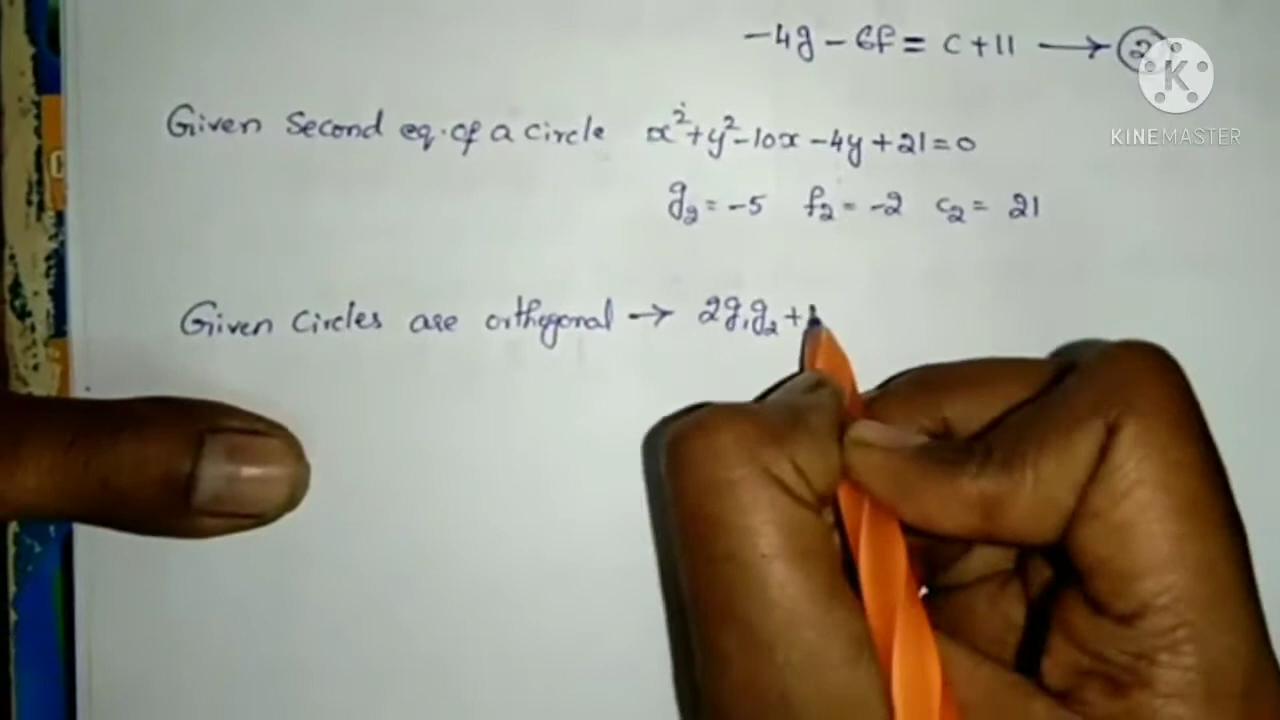 -4g - 6f = c + 11 → 2
K
KINEMASTER
Given Second eq. of a circle x²+y²-10x-4y+21=0
g₂ = -5 f₂ = -2 c₂ = 21
Given Circles are orthogonal → 2g₁g₂ +